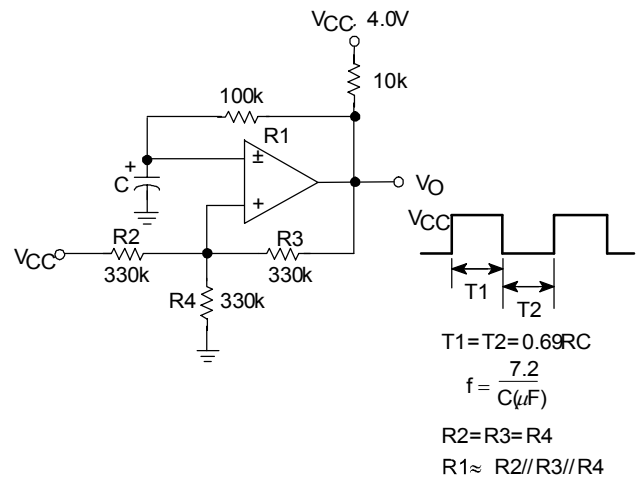 VCC 4.0V
10k
100k
R1
±
+
C
+
VO
VCC
R2
330k
R3
330k
R4
330k
VCC
T1
T2
T1=T2=0.69RC
f = 7.2
C(μF)
R2=R3=R4
R1≈ R2//R3//R4